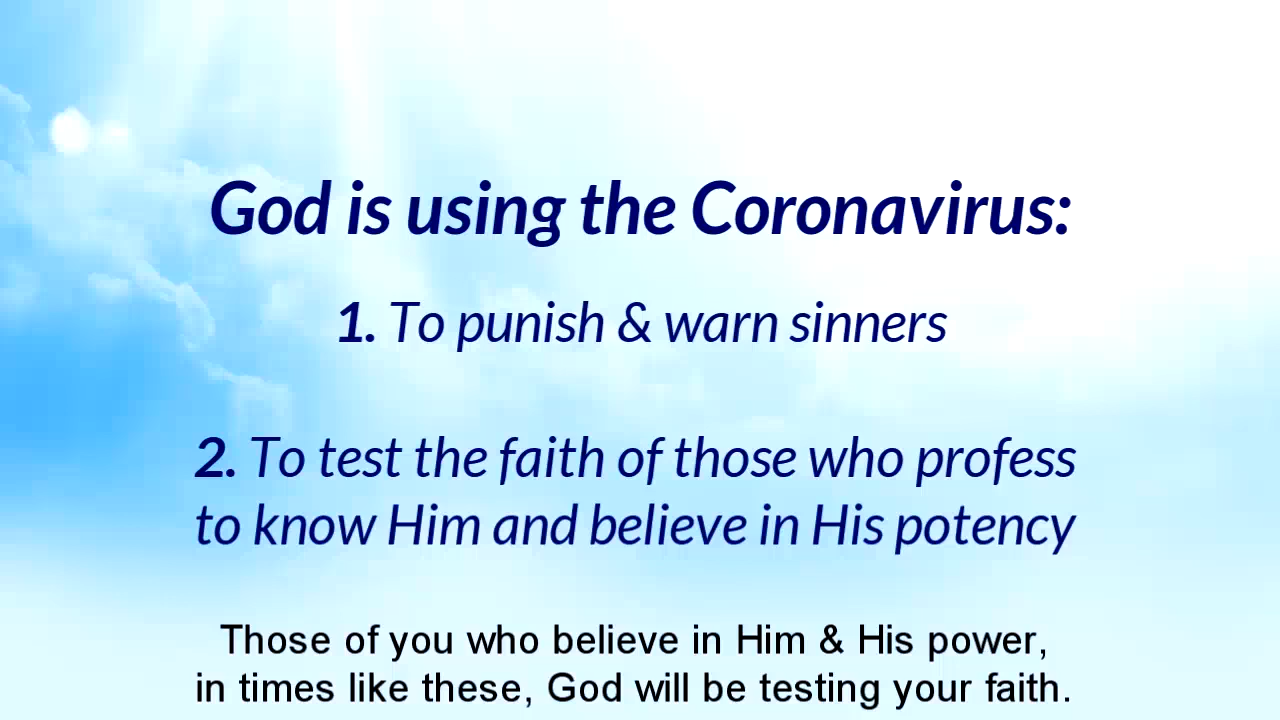 God is using the Coronavirus:
1. To punish & warn sinners
2. To test the faith of those who profess
to know Him and believe in His potency
Those of you who believe in Him & His power,
in times like these, God will be testing your faith.